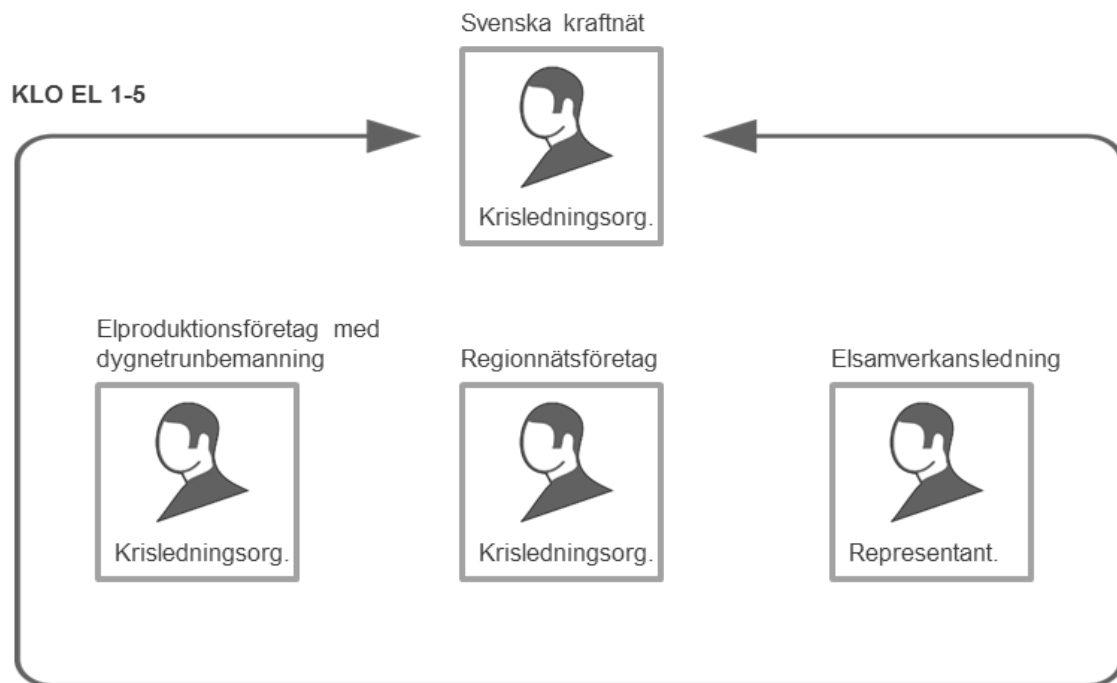 Svenska kraftnät
KLO EL 1-5
Krisledningsorg.
Elproduktionsföretag med
dygnetrunbemanning
Krisledningsorg.
Regionnätsföretag
Krisledningsorg.
Elsamverkansledning
Representant.